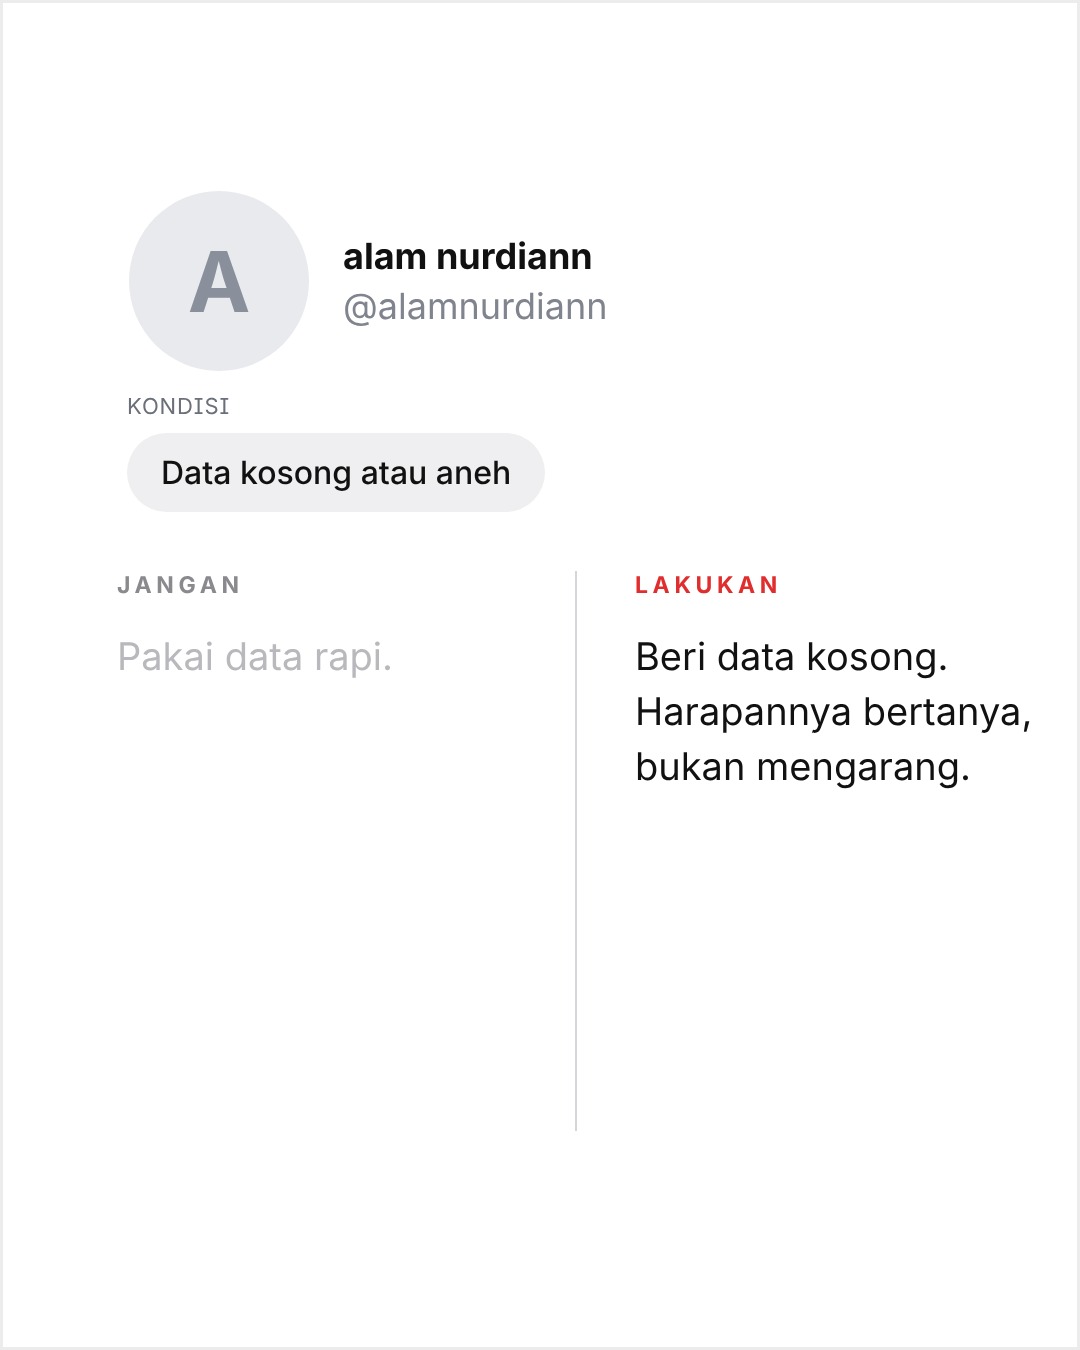 A
alam nurdiann
@alamnurdiann
KONDISI
Data kosong atau aneh
JANGAN
Pakai data rapi.
LAKUKAN
Beri data kosong.
Harapannya bertanya,
bukan mengarang.